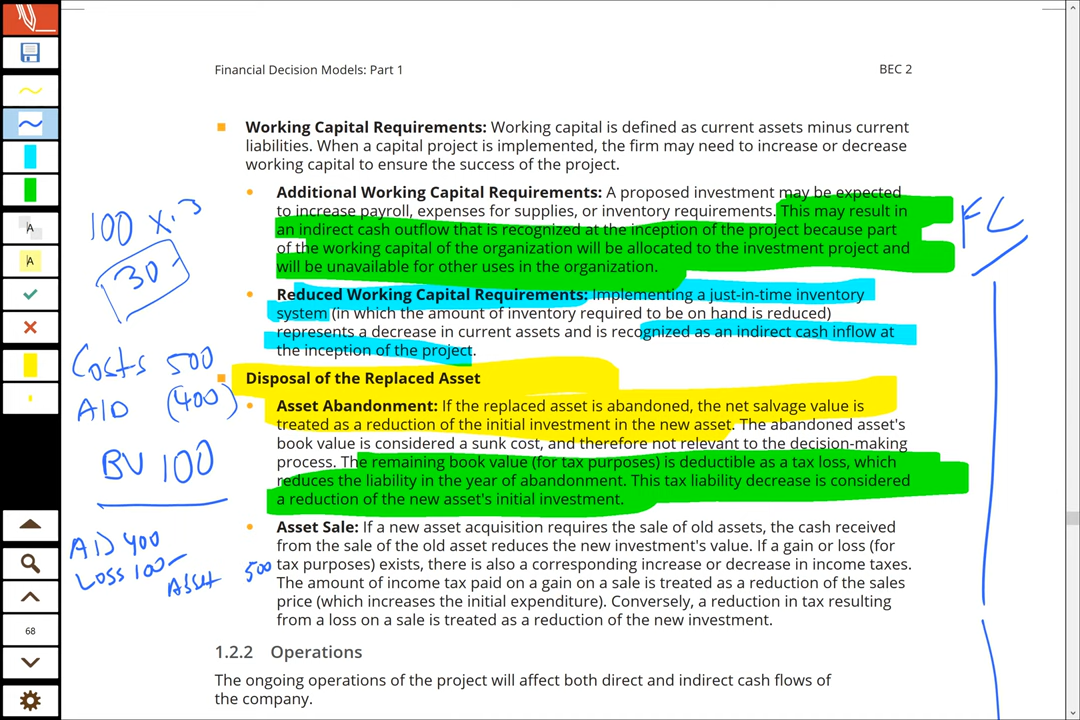 Financial Decision Models: Part 1
BEC 2
Working Capital Requirements: Working capital is defined as current assets minus current
liabilities. When a capital project is implemented, the firm may need to increase or decrease
working capital to ensure the success of the project.
Additional Working Capital Requirements: A proposed investment may be expected
to increase payroll, expenses for supplies, or inventory requirements. This may result in
an indirect cash outflow that is recognized at the inception of the project because part
of the working capital of the organization will be allocated to the investment project and
will be unavailable for other uses in the organization.
100 x .3
30
FC
Reduced Working Capital Requirements: Implementing a just-in-time inventory
system (in which the amount of inventory required to be on hand is reduced)
represents a decrease in current assets and is recognized as an indirect cash inflow at
the inception of the project.
Costs 500
A/D (400)
BV 100
Disposal of the Replaced Asset
Asset Abandonment: If the replaced asset is abandoned, the net salvage value is
treated as a reduction of the initial investment in the new asset. The abandoned asset's
book value is considered a sunk cost, and therefore not relevant to the decision-making
process. The remaining book value (for tax purposes) is deductible as a tax loss, which
reduces the liability in the year of abandonment. This tax liability decrease is considered
a reduction of the new asset's initial investment.
A/D 400
Loss 100
Asset 500
Asset Sale: If a new asset acquisition requires the sale of old assets, the cash received
from the sale of the old asset reduces the new investment's value. If a gain or loss (for
tax purposes) exists, there is also a corresponding increase or decrease in income taxes.
The amount of income tax paid on a gain on a sale is treated as a reduction of the sales
price (which increases the initial expenditure). Conversely, a reduction in tax resulting
from a loss on a sale is treated as a reduction of the new investment.
1.2.2 Operations
The ongoing operations of the project will affect both direct and indirect cash flows of
the company.
A
A
68